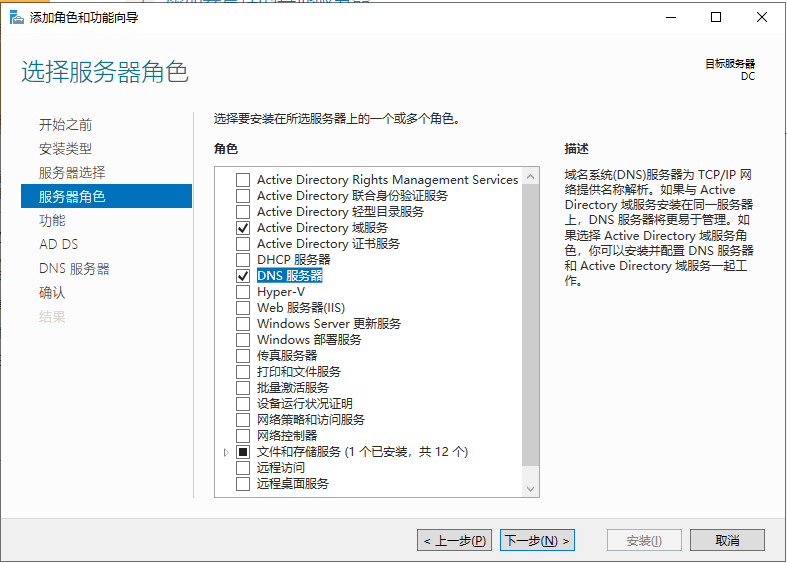 添加角色和功能向导
选择服务器角色
目标服务器
DC
开始之前
安装类型
服务器选择
服务器角色
功能
AD DS
DNS 服务器
确认
结果
选择要安装在所选服务器上的一个或多个角色。
角色
Active Directory Rights Management Services
Active Directory 联合身份验证服务
Active Directory 轻型目录服务
Active Directory 域服务
Active Directory 证书服务
DHCP 服务器
DNS 服务器
Hyper-V
Web 服务器(IIS)
Windows Server 更新服务
Windows 部署服务
传真服务器
打印和文件服务
批量激活服务
设备运行状况证明
网络策略和访问服务
网络控制器
文件和存储服务 (1 个已安装，共 12 个)
远程访问
远程桌面服务
描述
域名系统(DNS)服务器为 TCP/IP 网
络提供名称解析。如果与 Active
Directory 域服务安装在同一服务器
上，DNS 服务器将更易于管理。如
果选择 Active Directory 域服务角
色，你可以安装并配置 DNS 服务器
和 Active Directory 域服务一起工
作。
< 上一步(P)
下一步(N) >
安装(I)
取消